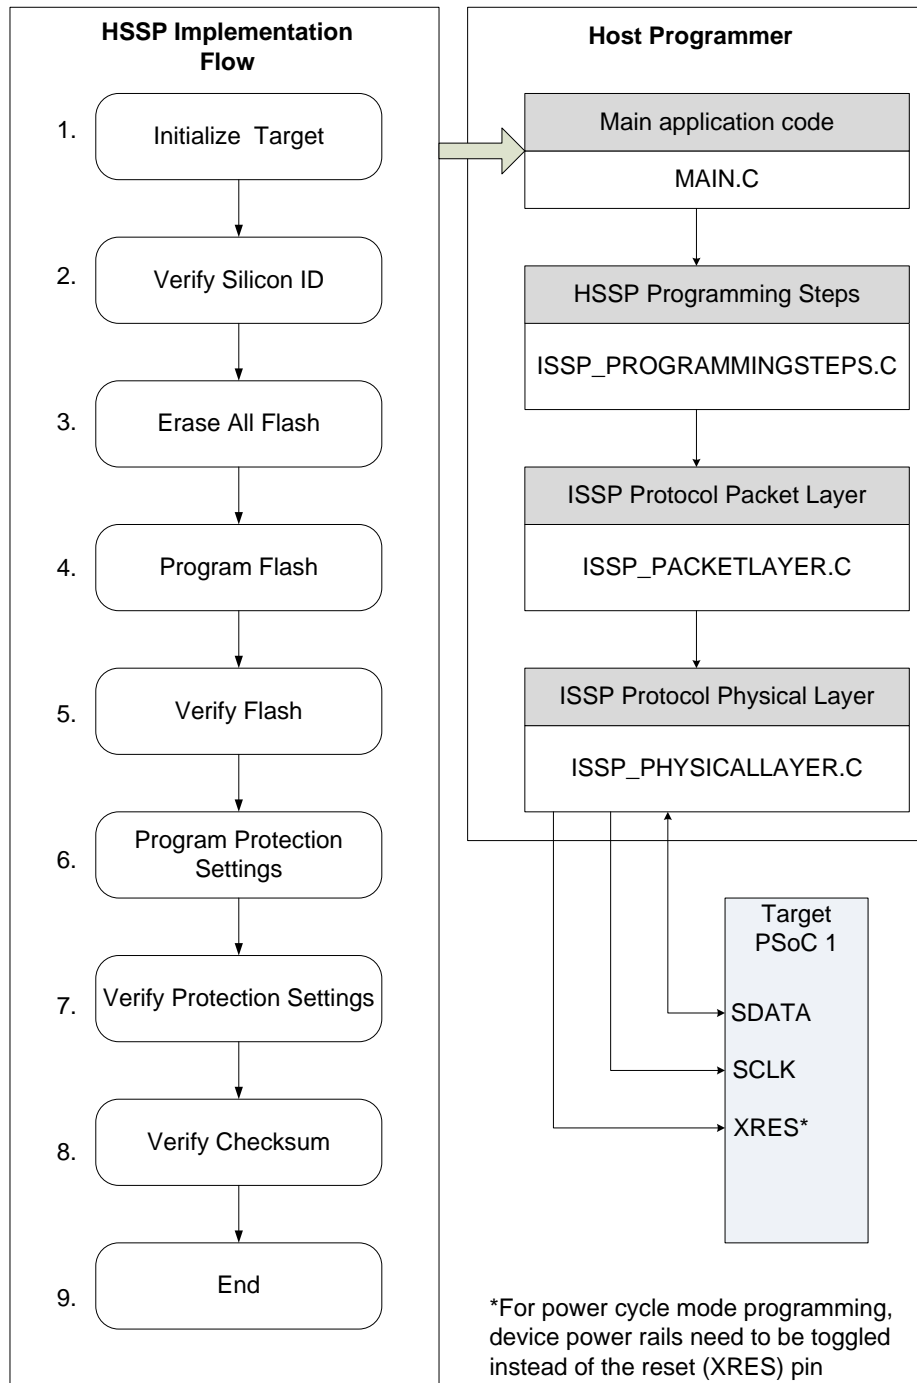 HSSP Implementation
Flow
1.
Initialize Target
2.
Verify Silicon ID
3.
Erase All Flash
4.
Program Flash
5.
Verify Flash
6.
Program Protection
Settings
7.
Verify Protection Settings
8.
Verify Checksum
9.
End
Host Programmer
Main application code
MAIN.C
HSSP Programming Steps
ISSP_PROGRAMMINGSTEPS.C
ISSP Protocol Packet Layer
ISSP_PACKETLAYER.C
ISSP Protocol Physical Layer
ISSP_PHYSICALLAYER.C
Target
PSoC 1
SDATA
SCLK
XRES*
*For power cycle mode programming,
device power rails need to be toggled
instead of the reset (XRES) pin